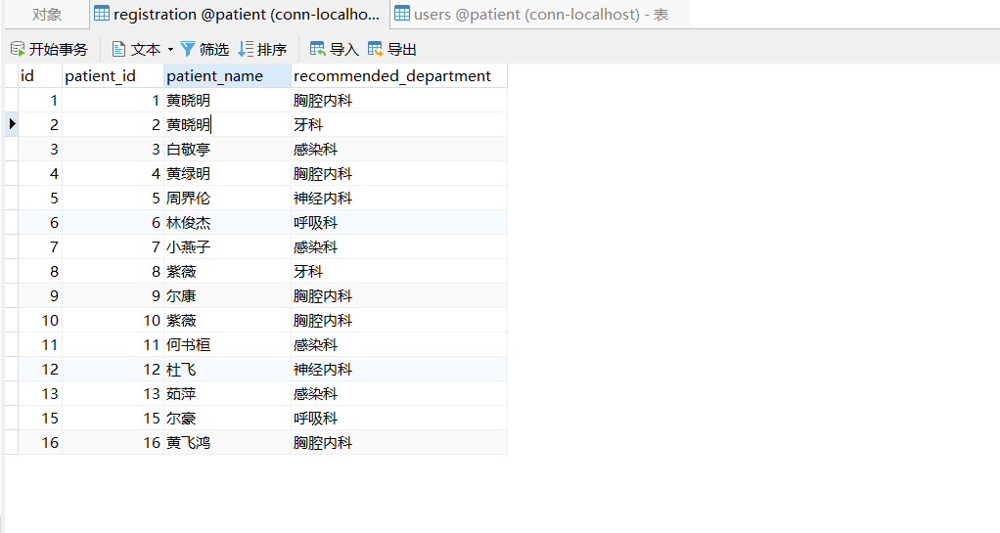 对象 registration @patient (conn-localho... users @patient (conn-localhost) - 表
开始事务 文本 筛选 排序 导入 导出
id patient_id patient_name recommended_department
1 1 黄晓明 胸腔内科
2 2 黄晓明 牙科
3 3 白敬亭 感染科
4 4 黄绿明 胸腔内科
5 5 周界伦 神经内科
6 6 林俊杰 呼吸科
7 7 小燕子 感染科
8 8 紫薇 牙科
9 9 尔康 胸腔内科
10 10 紫薇 胸腔内科
11 11 何书桓 感染科
12 12 杜飞 神经内科
13 13 茹萍 感染科
15 15 尔豪 呼吸科
16 16 黄飞鸿 胸腔内科